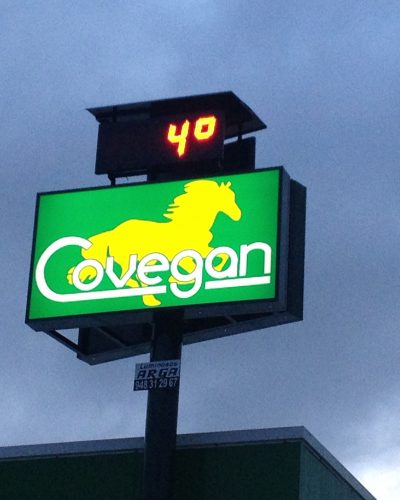 4º
Covegan
Luminosos
ARGA
948 31 29 67